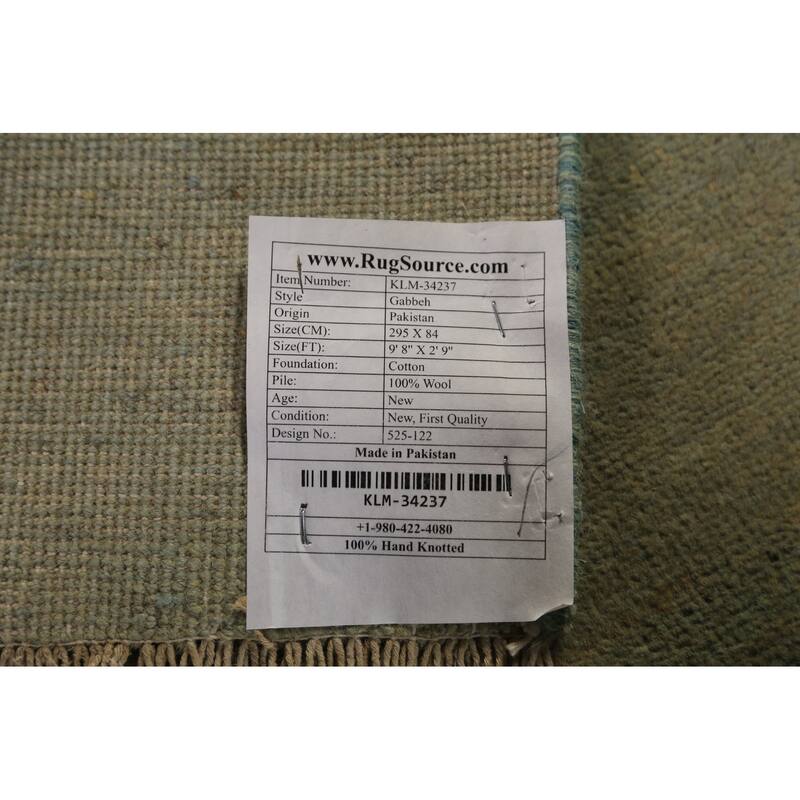 www.RugSource.com
Item Number: KLM-34237
Style Gabbeh
Origin Pakistan
Size(CM): 295 X 84
Size(FT): 9' 8" X 2' 9"
Foundation: Cotton
Pile: 100% Wool
Age: New
Condition: New, First Quality
Design No.: 525-122
Made in Pakistan
KLM-34237
+1-980-422-4080
100% Hand Knotted